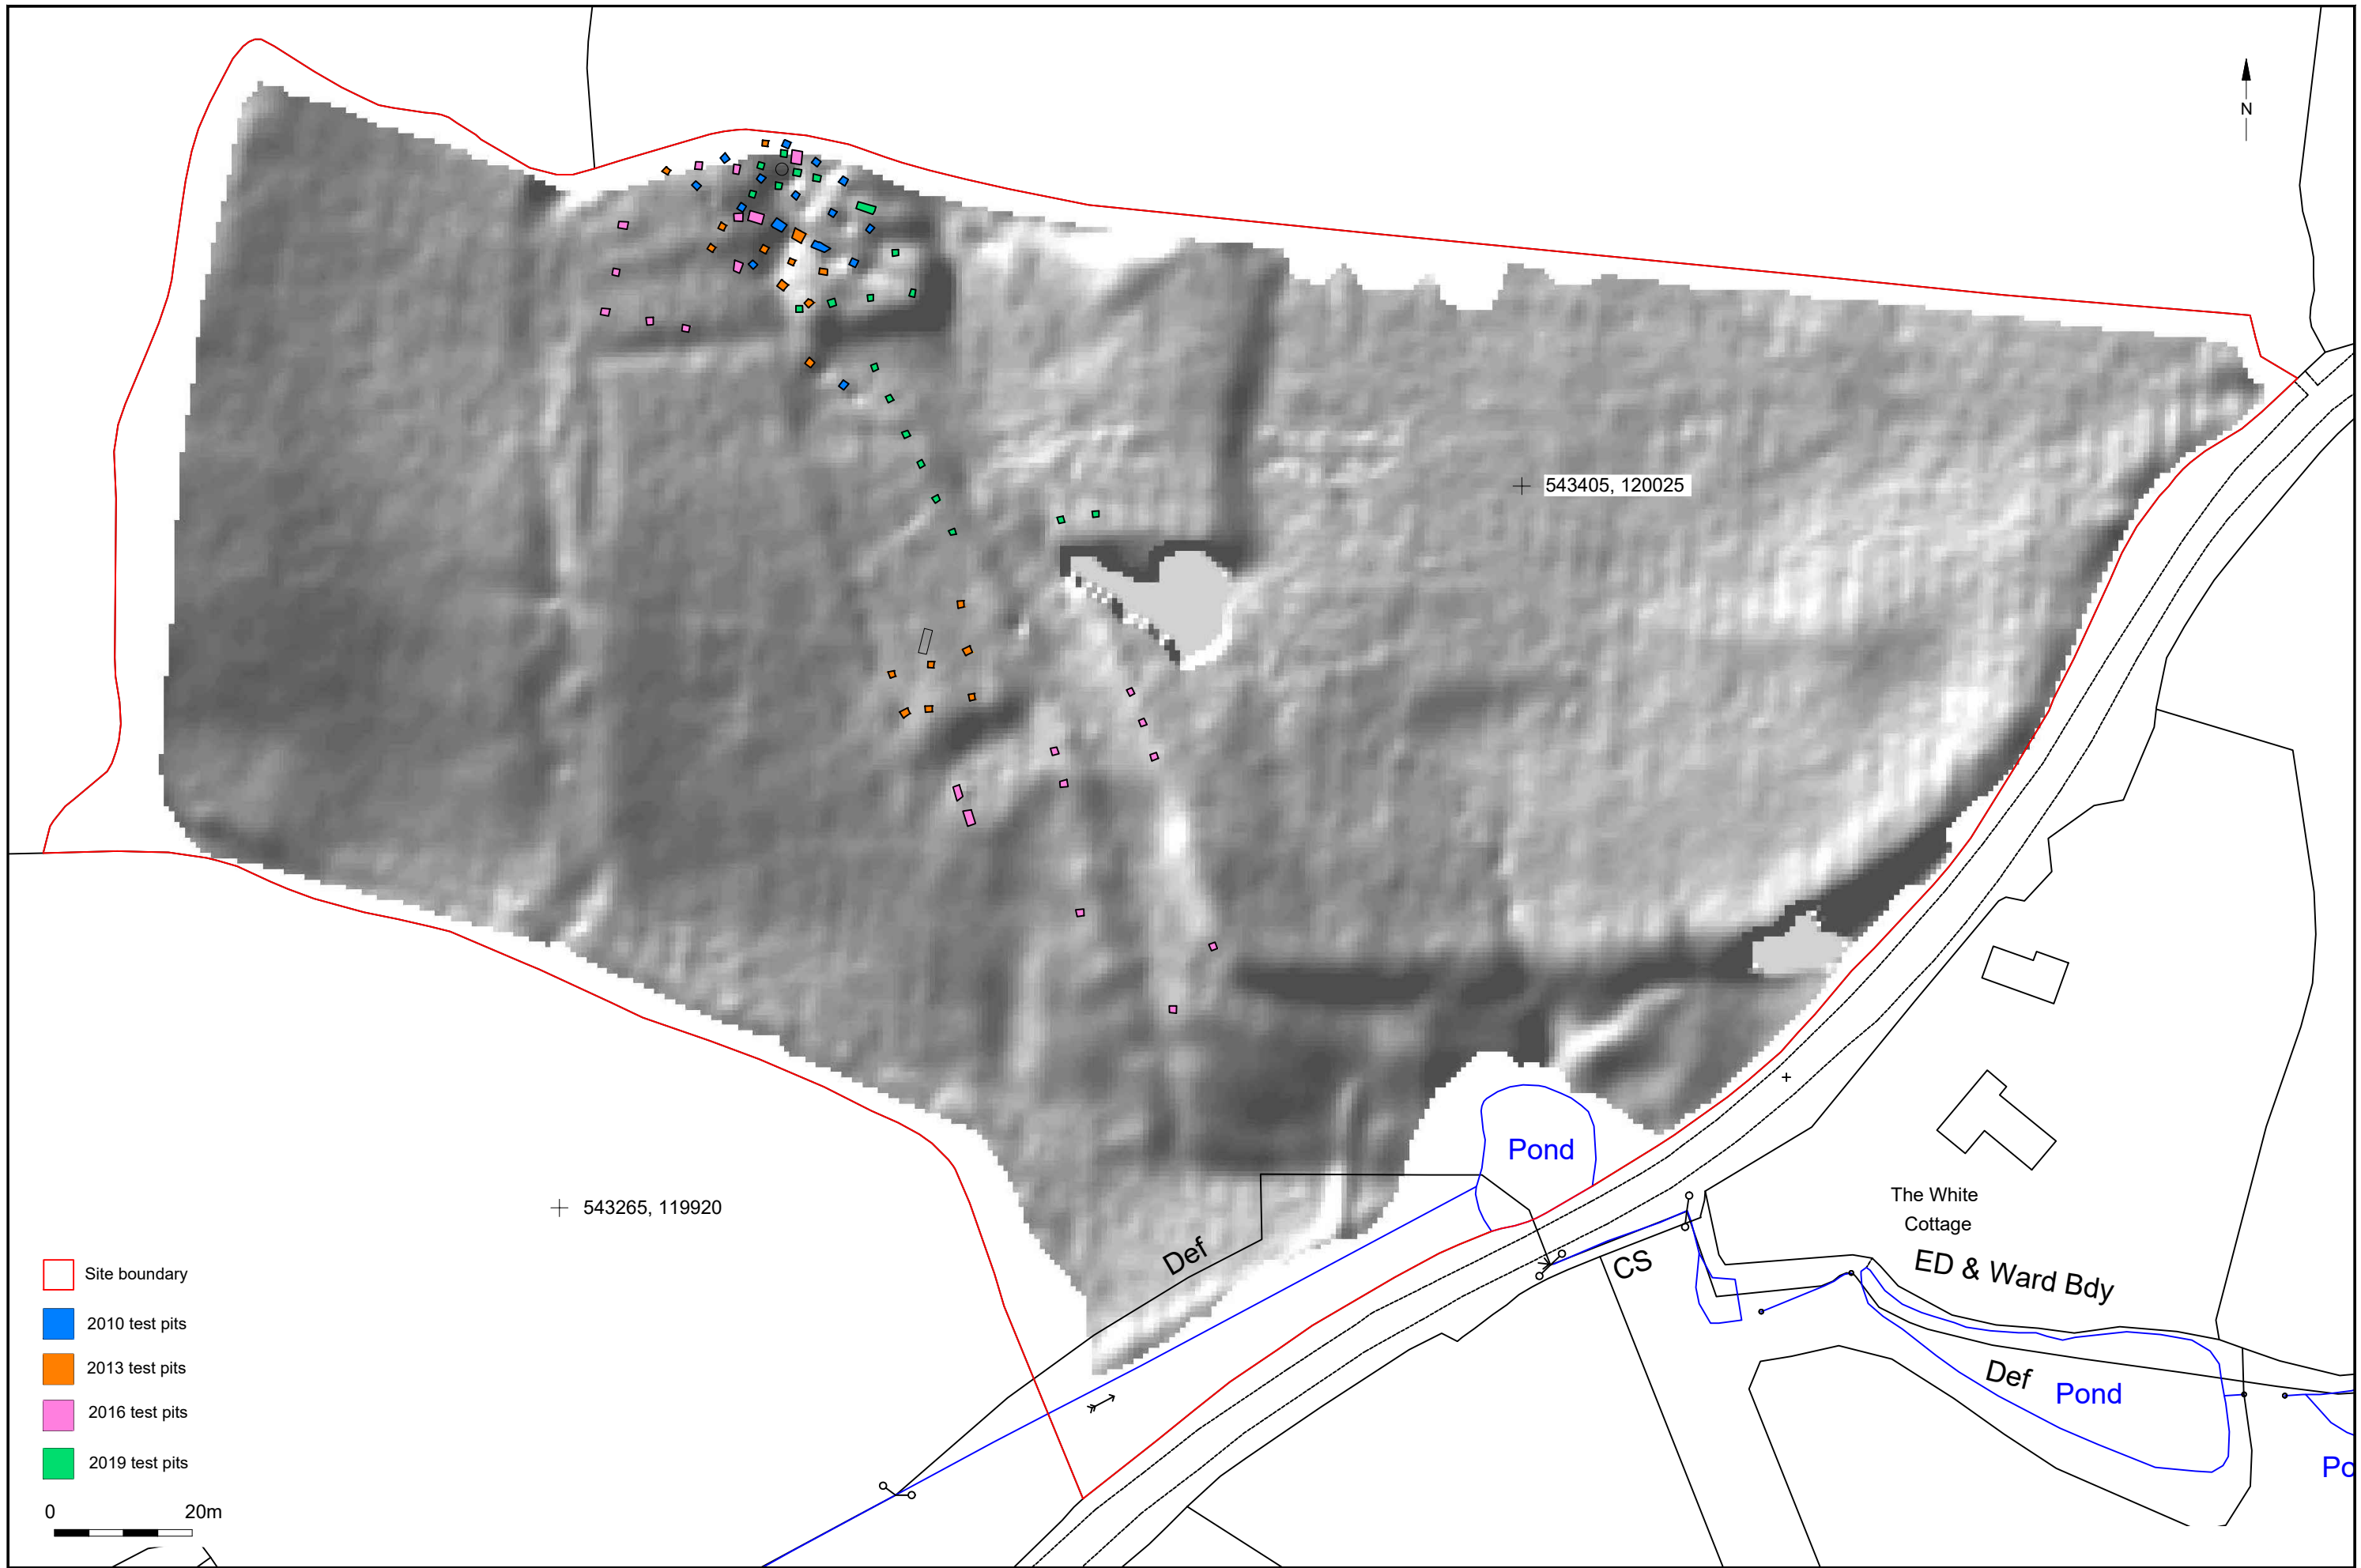 N
543405, 120025
Pond
543265, 119920
The White
Cottage
Def
CS
ED & Ward Bdy
Site boundary
2010 test pits
2013 test pits
Def
Pond
2016 test pits
2019 test pits
Po
0 20m